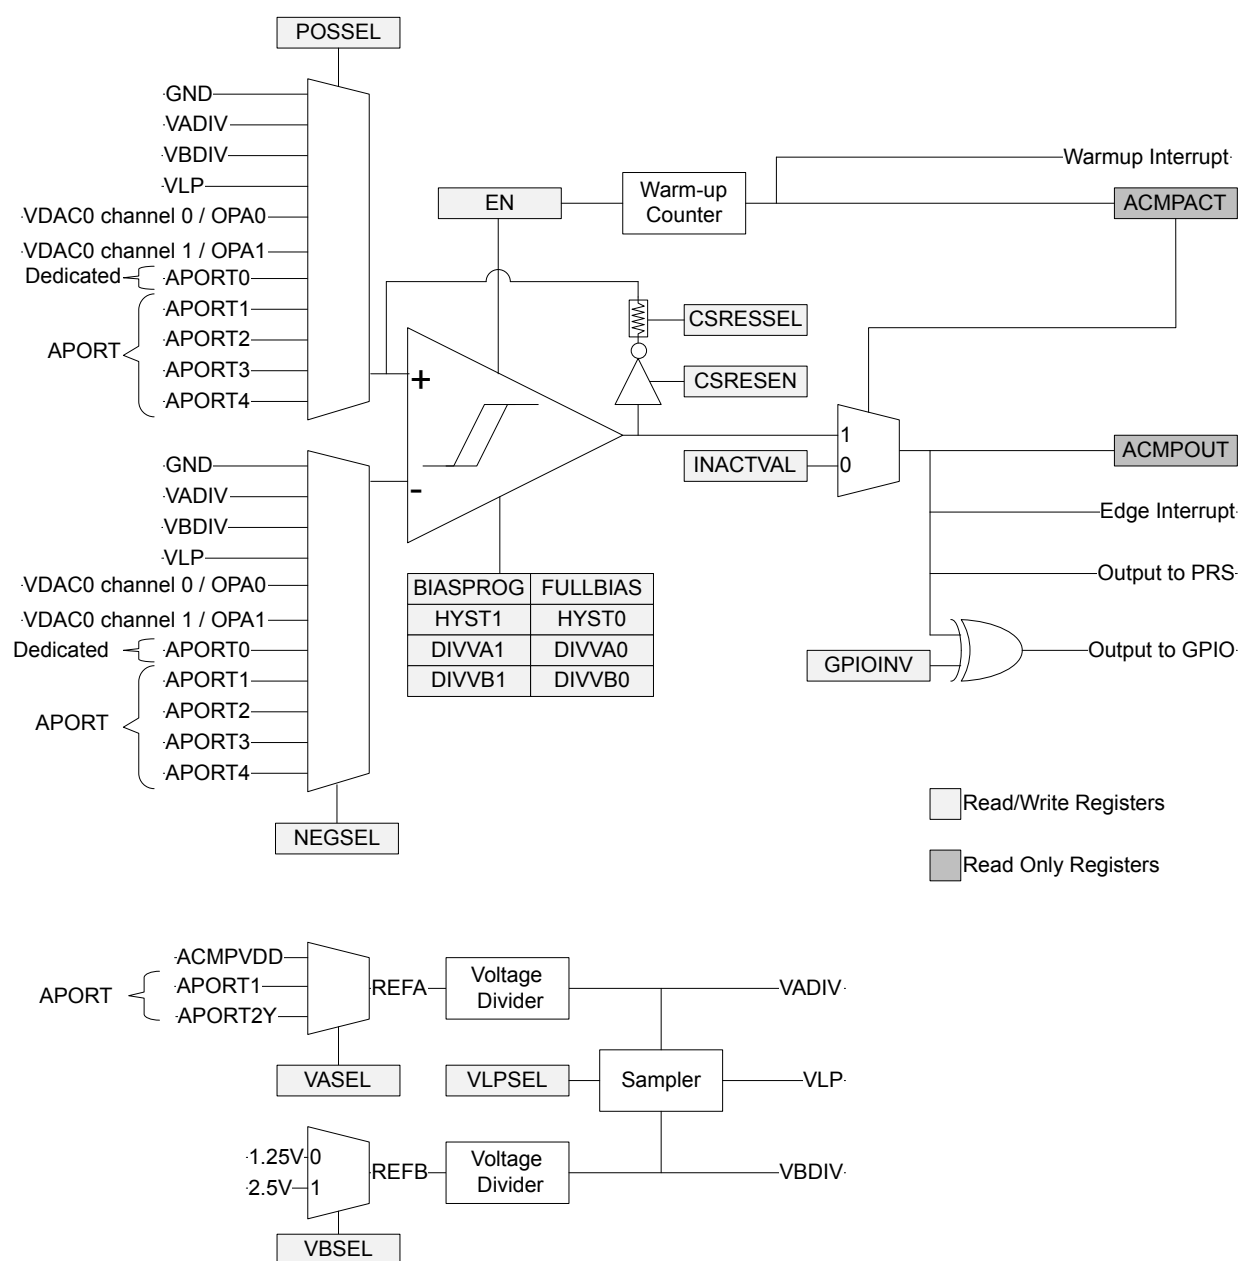 POSSEL
GND
VADIV
VBDIV
VLP
VDAC0 channel 0 / OPA0
VDAC0 channel 1 / OPA1
Dedicated
APORT0
APORT1
APORT2
APORT
APORT3
APORT4
+
-
EN
Warm-up
Counter
Warmup Interrupt
ACMPACT
CSRESSEL
CSRESEN
1
0
INACTVAL
ACMPOUT
Edge Interrupt
Output to PRS
Output to GPIO
GPIOINV
GND
VADIV
VBDIV
VLP
VDAC0 channel 0 / OPA0
VDAC0 channel 1 / OPA1
Dedicated
APORT0
APORT1
APORT2
APORT
APORT3
APORT4
NEGSEL
BIASPROG FULLBIAS
HYST1 HYST0
DIVVA1 DIVVA0
DIVVB1 DIVVB0
Read/Write Registers
Read Only Registers
ACMPVDD
APORT
APORT1
APORT2Y
REFA
Voltage
Divider
VADIV
VASEL
VLPSEL
Sampler
VLP
1.25V 0
2.5V 1
REFB
Voltage
Divider
VBDIV
VBSEL